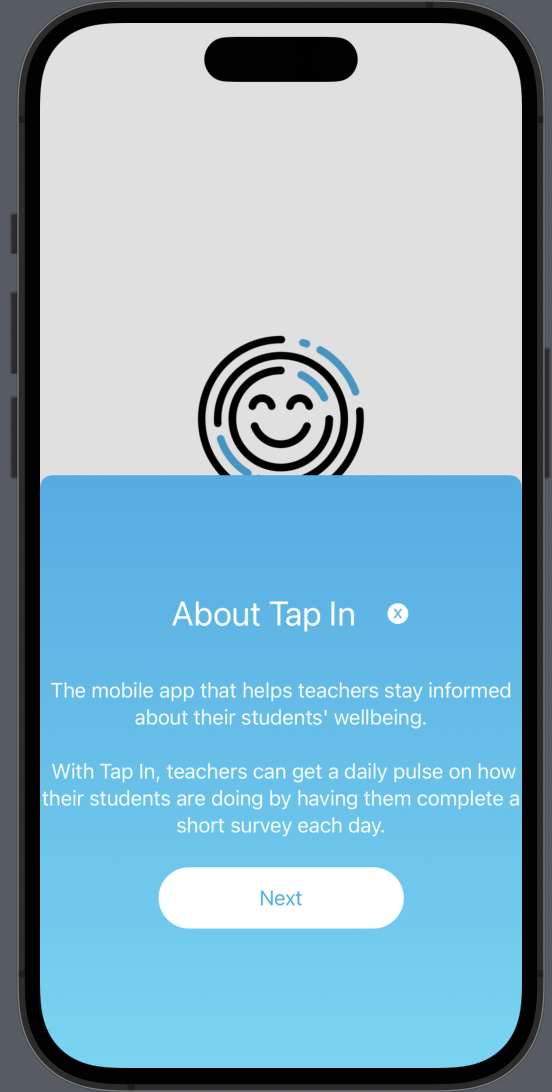 About Tap In
X
The mobile app that helps teachers stay informed
about their students' wellbeing.
With Tap In, teachers can get a daily pulse on how
their students are doing by having them complete a
short survey each day.
Next